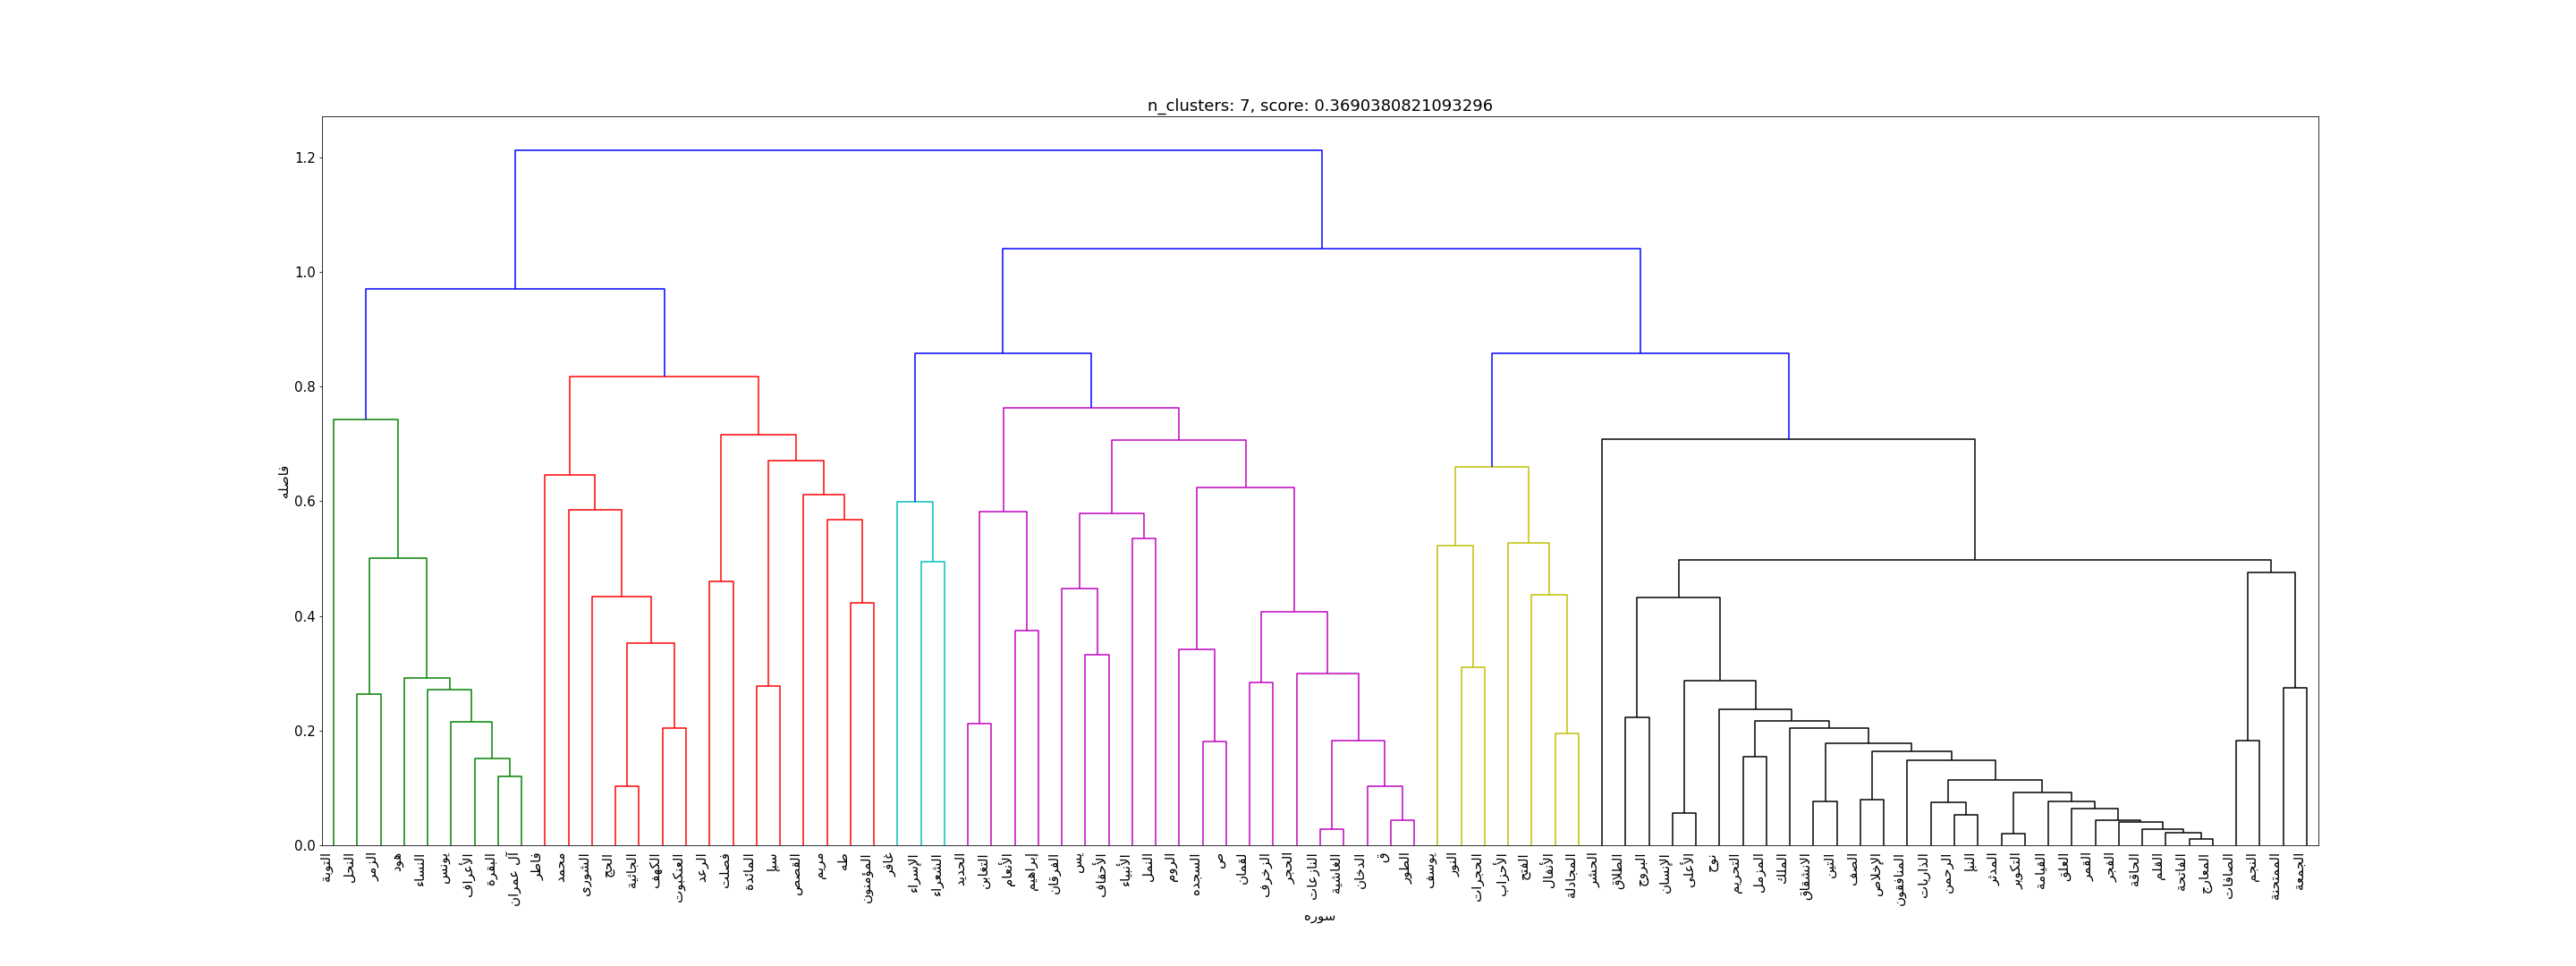 n_clusters: 7, score: 0.3690380821093296
1.2
1.0
0.8
0.6
0.4
0.2
0.0
فاصله
التوبة
النحل
الزمر
هود
النساء
يونس
الأعراف
البقرة
آل عمران
فاطر
محمد
الشورى
الحج
الجاثية
الكهف
العنكبوت
الرعد
فصلت
المائدة
سبإ
القصص
مريم
طه
المؤمنون
غافر
الإسراء
الشعراء
الحديد
التغابن
الأنعام
إبراهيم
الفرقان
يس
الأحقاف
الأنبياء
النمل
الروم
السجده
ص
لقمان
الزخرف
الحجر
النازعات
الغاشية
الدخان
ق
الطور
يوسف
النور
الحجرات
الأحزاب
الفتح
الأنفال
المجادلة
الحشر
الطلاق
البروج
الإنسان
الأعلى
نوح
التحريم
المزمل
الملك
الانشقاق
التين
الصف
الإخلاص
المنافقون
الذاريات
الرحمن
النبإ
المدثر
التكوير
القيامة
العلق
القمر
الفجر
الحاقة
القلم
الفاتحة
المعارج
الصافات
النجم
الممتحنة
الجمعة
سوره